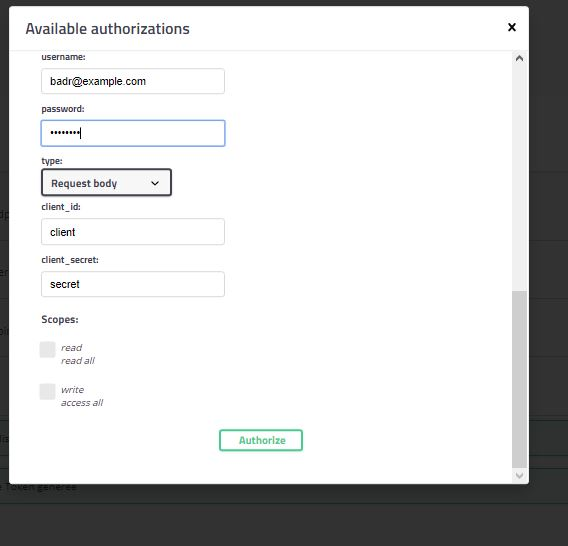 Available authorizations
×
username:
badr@example.com
password:
••••••••
type:
Request body
client_id:
client
client_secret:
secret
Scopes:
read
read all
write
access all
Authorize
Token generee